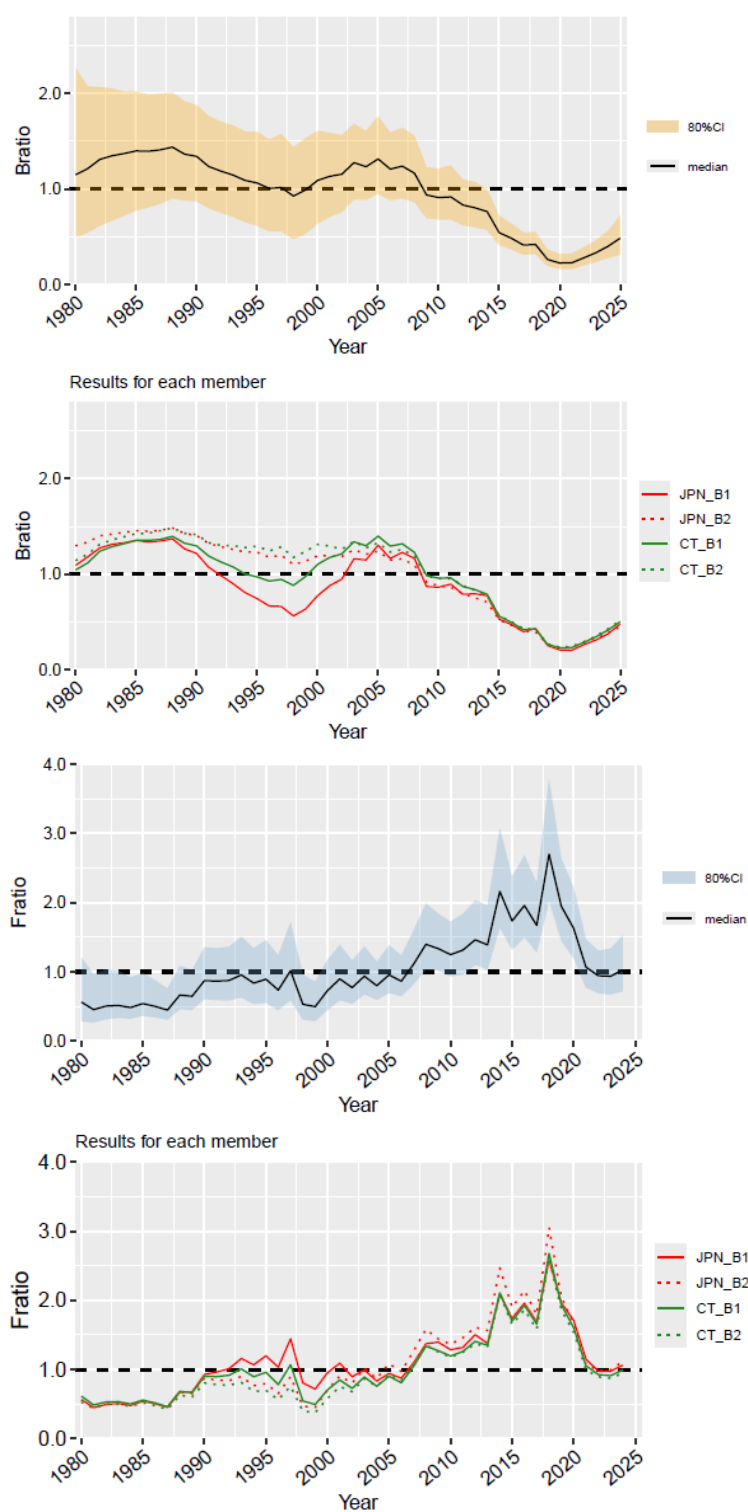 2.0
1.0
0.0
Bratio
1980 1985 1990 1995 2000 2005 2010 2015 2020 2025
Year
80%CI
median
Results for each member
2.0
1.0
0.0
Bratio
1980 1985 1990 1995 2000 2005 2010 2015 2020 2025
Year
JPN_B1
JPN_B2
CT_B1
CT_B2
4.0
3.0
2.0
1.0
0.0
Fratio
1980 1985 1990 1995 2000 2005 2010 2015 2020 2025
Year
80%CI
median
Results for each member
4.0
3.0
2.0
1.0
0.0
Fratio
1980 1985 1990 1995 2000 2005 2010 2015 2020 2025
Year
JPN_B1
JPN_B2
CT_B1
CT_B2